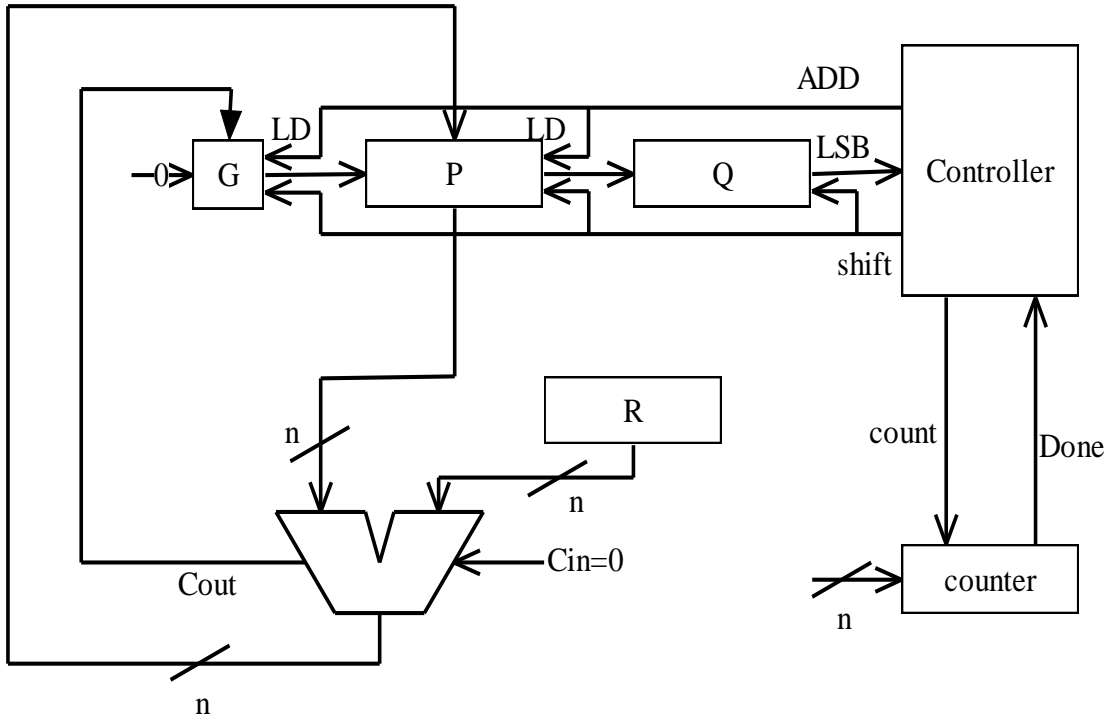 ADD
LD
LD
0
G
P
Q
LSB
Controller
shift
R
n
n
count
Done
Cin=0
Cout
counter
n
n